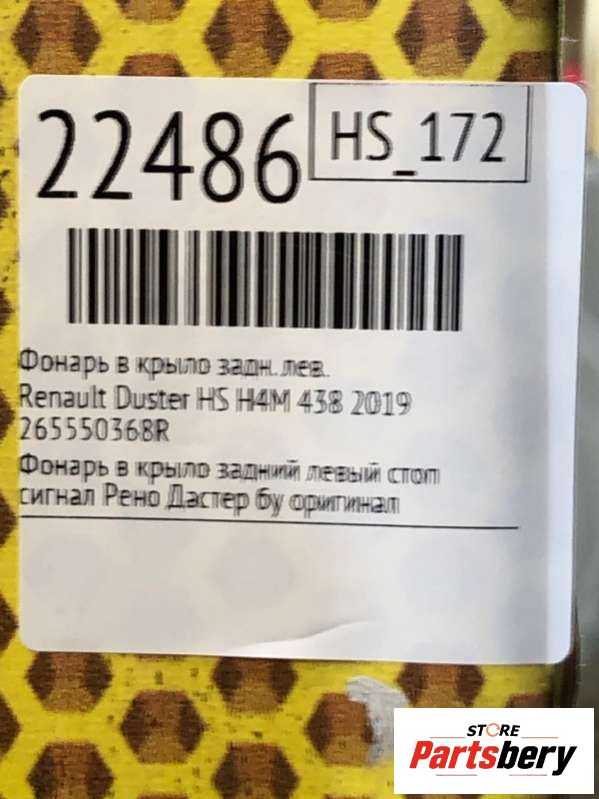 22486
HS_172
Фонарь в крыло задн. лев.
Renault Duster HS H4M 438 2019
265550368R
Фонарь в крыло задний левый стоп
сигнал Рено Дастер бу оригинал
STORE
Partsbery